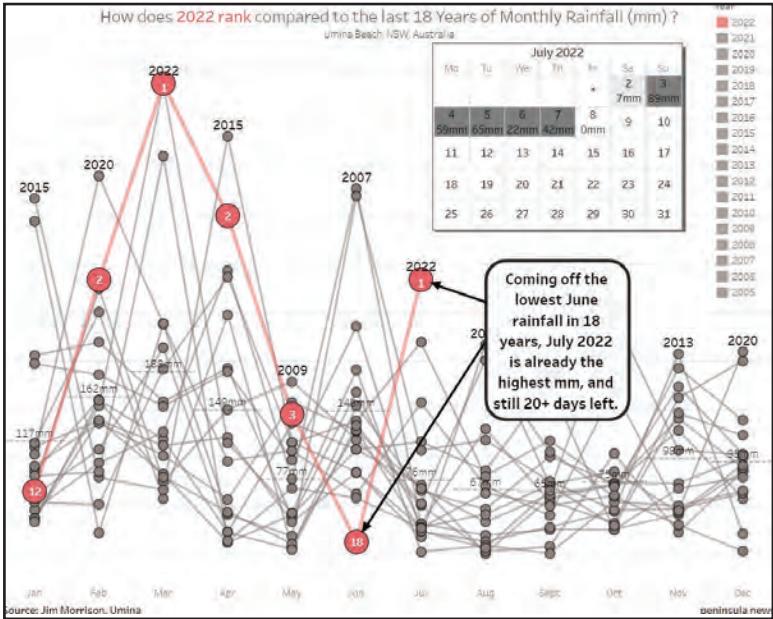 How does 2022 rank compared to the last 18 Years of Monthly Rainfall (mm) ?
Umina Beach, NSW, Australia
Year
2022
2021
2020
2019
2018
2017
2016
2015
2014
2013
2012
2011
2010
2009
2008
2007
2006
2005
July 2022
Mo Tu We Th Fr Sa Su
* 2 3
7mm 89mm
4 5 6 7 8 9 10
59mm 65mm 22mm 42mm 0mm
11 12 13 14 15 16 17
18 19 20 21 22 23 24
25 26 27 28 29 30 31
2022
1
2015
2020
2015
2007
2
2
2022
1
Coming off the
lowest June
rainfall in 18
years, July 2022
is already the
highest mm, and
still 20+ days left.
2009
2013
2020
162mm
149mm
3
117mm
77mm
12
18
Jan Feb Mar Apr May Jun Jul Aug Sept Oct Nov Dec
Source: Jim Morrison, Umina
peninsula news